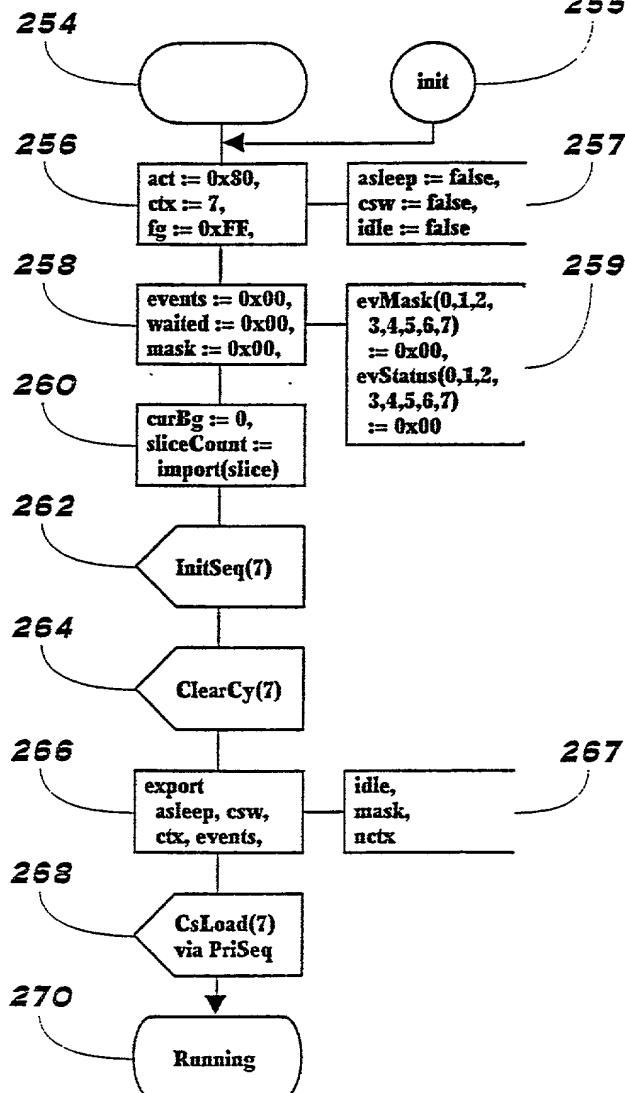 254
255
init
256
257
act := 0x80,
ctx := 7,
fg := 0xFF,
asleep := false,
csw := false,
idle := false
258
259
events := 0x00,
waited := 0x00,
mask := 0x00,
evMask(0,1,2,
3,4,5,6,7)
:= 0x00,
evStatus(0,1,2,
3,4,5,6,7)
:= 0x00
260
curBg := 0,
sliceCount :=
import(slice)
262
InitSeq(7)
264
ClearCy(7)
266
267
export
asleep, csw,
ctx, events,
idle,
mask,
nctx
268
CsLoad(7)
via PriSeq
270
Running